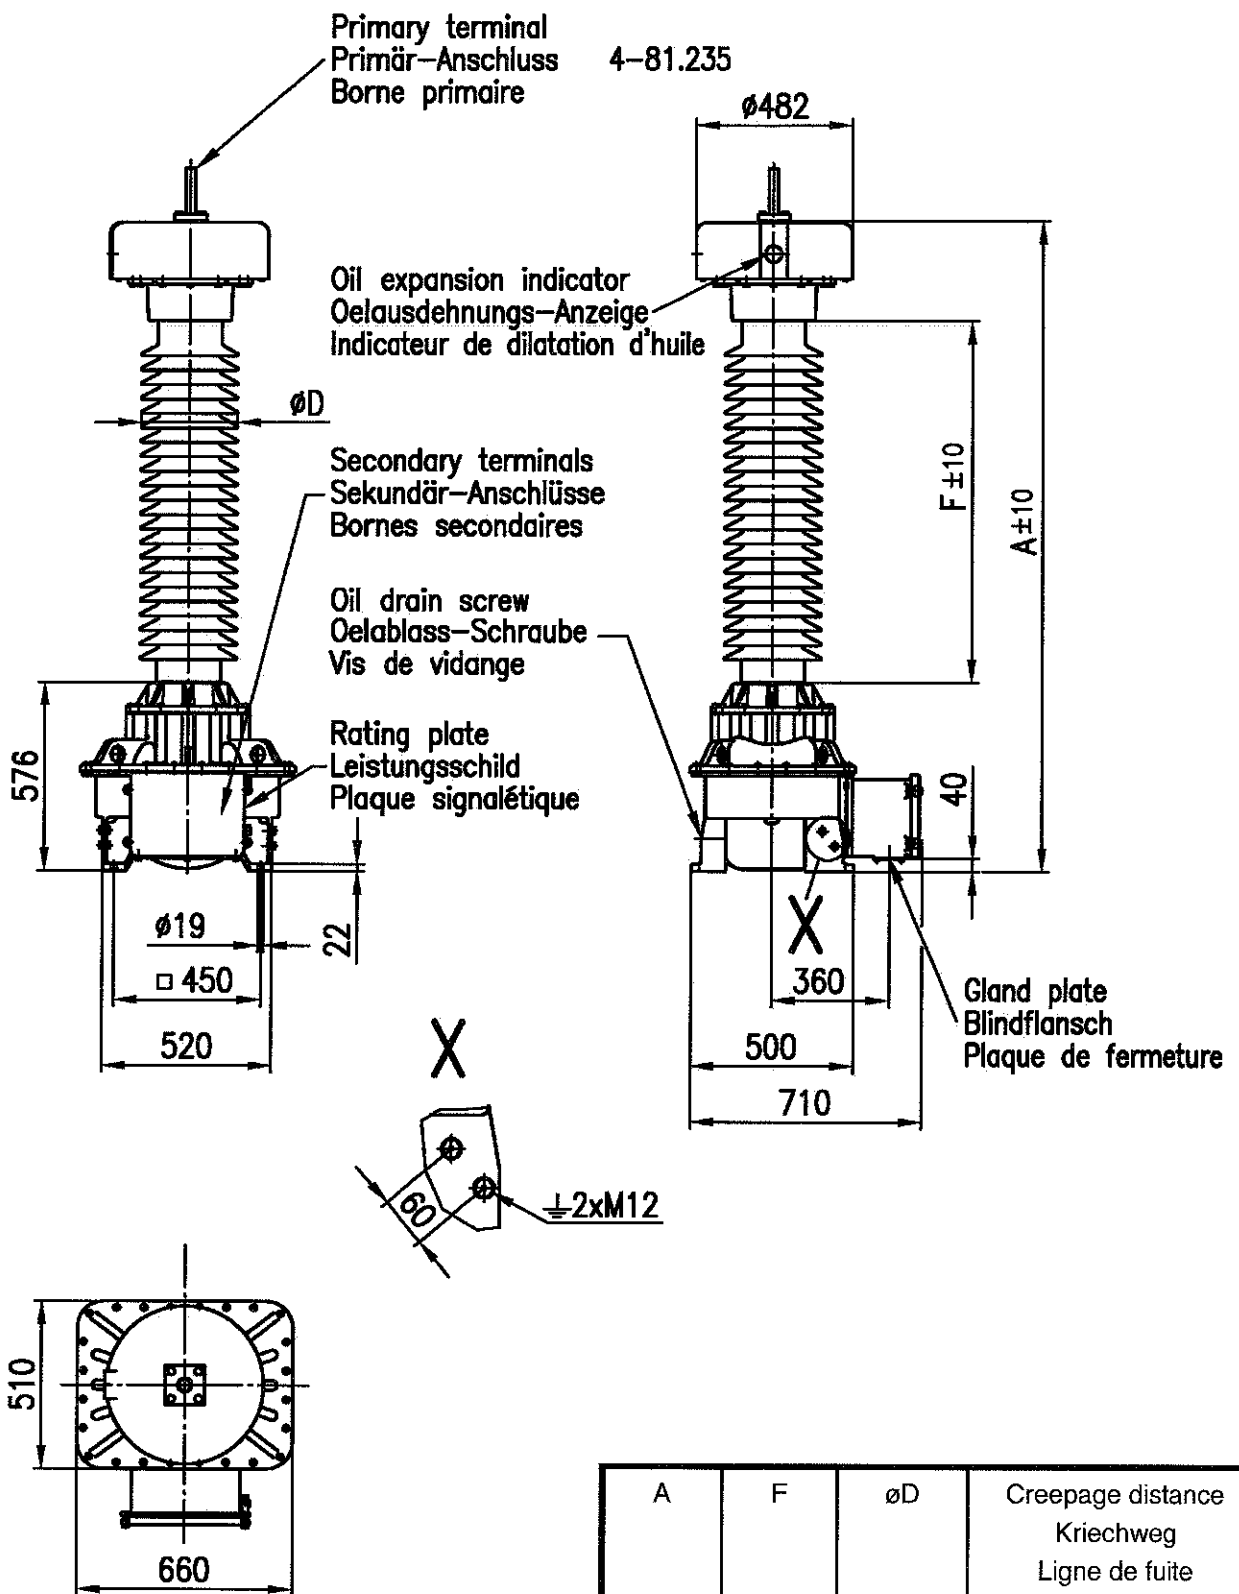 Primary terminal
Primär-Anschluss 4-81.235
Borne primaire
ø482
Oil expansion indicator
Oelausdehnungs-Anzeige
Indicateur de dilatation d'huile
øD
F±10
A±10
Secondary terminals
Sekundär-Anschlüsse
Bornes secondaires
Oil drain screw
Oelablass-Schraube
Vis de vidange
Rating plate
Leistungsschild
Plaque signalétique
576
40
ø19
22
□ 450
520
X
360
500
710
Gland plate
Blindflansch
Plaque de fermeture
X
60
⏚2xM12
510
660
A F øD Creepage distance
Kriechweg
Ligne de fuite